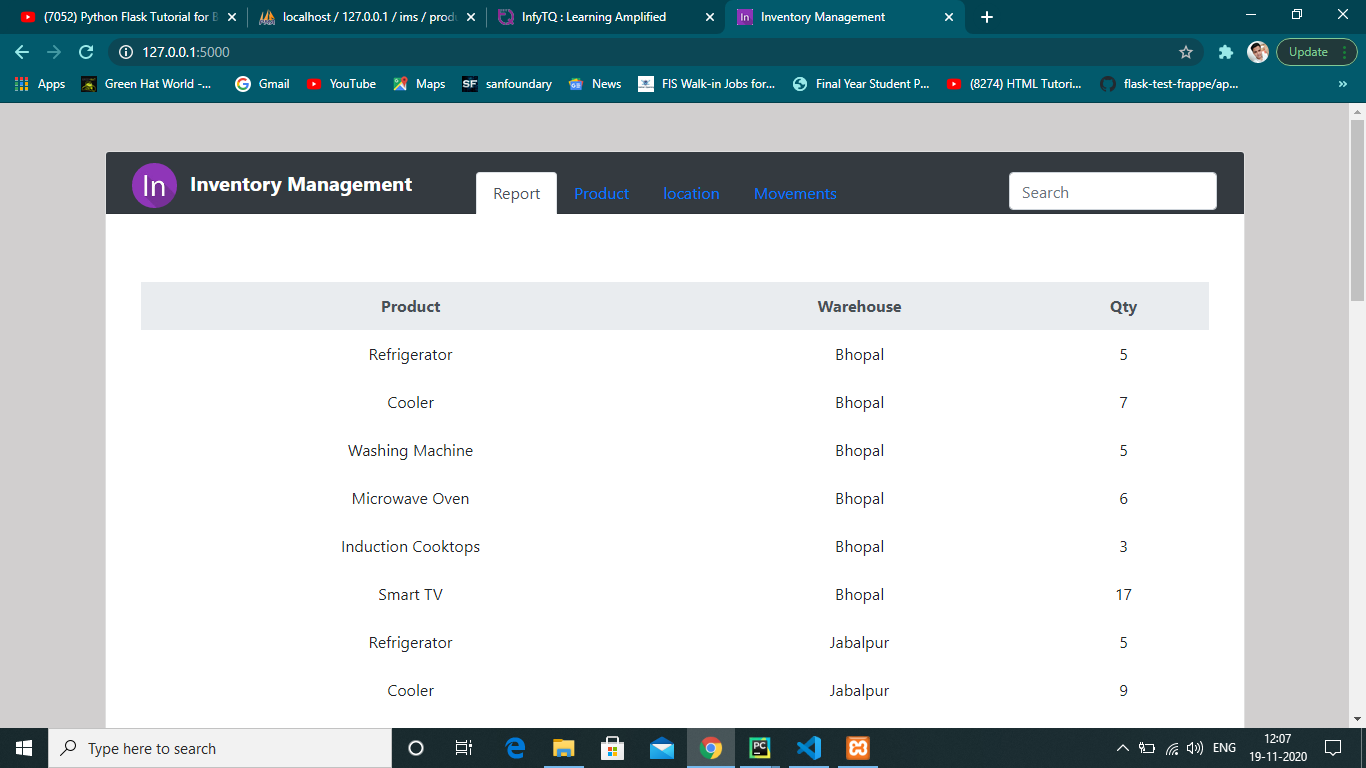 (7052) Python Flask Tutorial for B
localhost / 127.0.0.1 / ims / produ
InfyTQ : Learning Amplified
In Inventory Management
127.0.0.1:5000
Update
Apps
Green Hat World -...
Gmail
YouTube
Maps
SF sanfoundary
News
FIS Walk-in Jobs for...
Final Year Student P...
(8274) HTML Tutori...
flask-test-frappe/ap...
»
In Inventory Management Report Product location Movements Search
Product Warehouse Qty
Refrigerator Bhopal 5
Cooler Bhopal 7
Washing Machine Bhopal 5
Microwave Oven Bhopal 6
Induction Cooktops Bhopal 3
Smart TV Bhopal 17
Refrigerator Jabalpur 5
Cooler Jabalpur 9
Type here to search
PC
ENG
12:07
19-11-2020